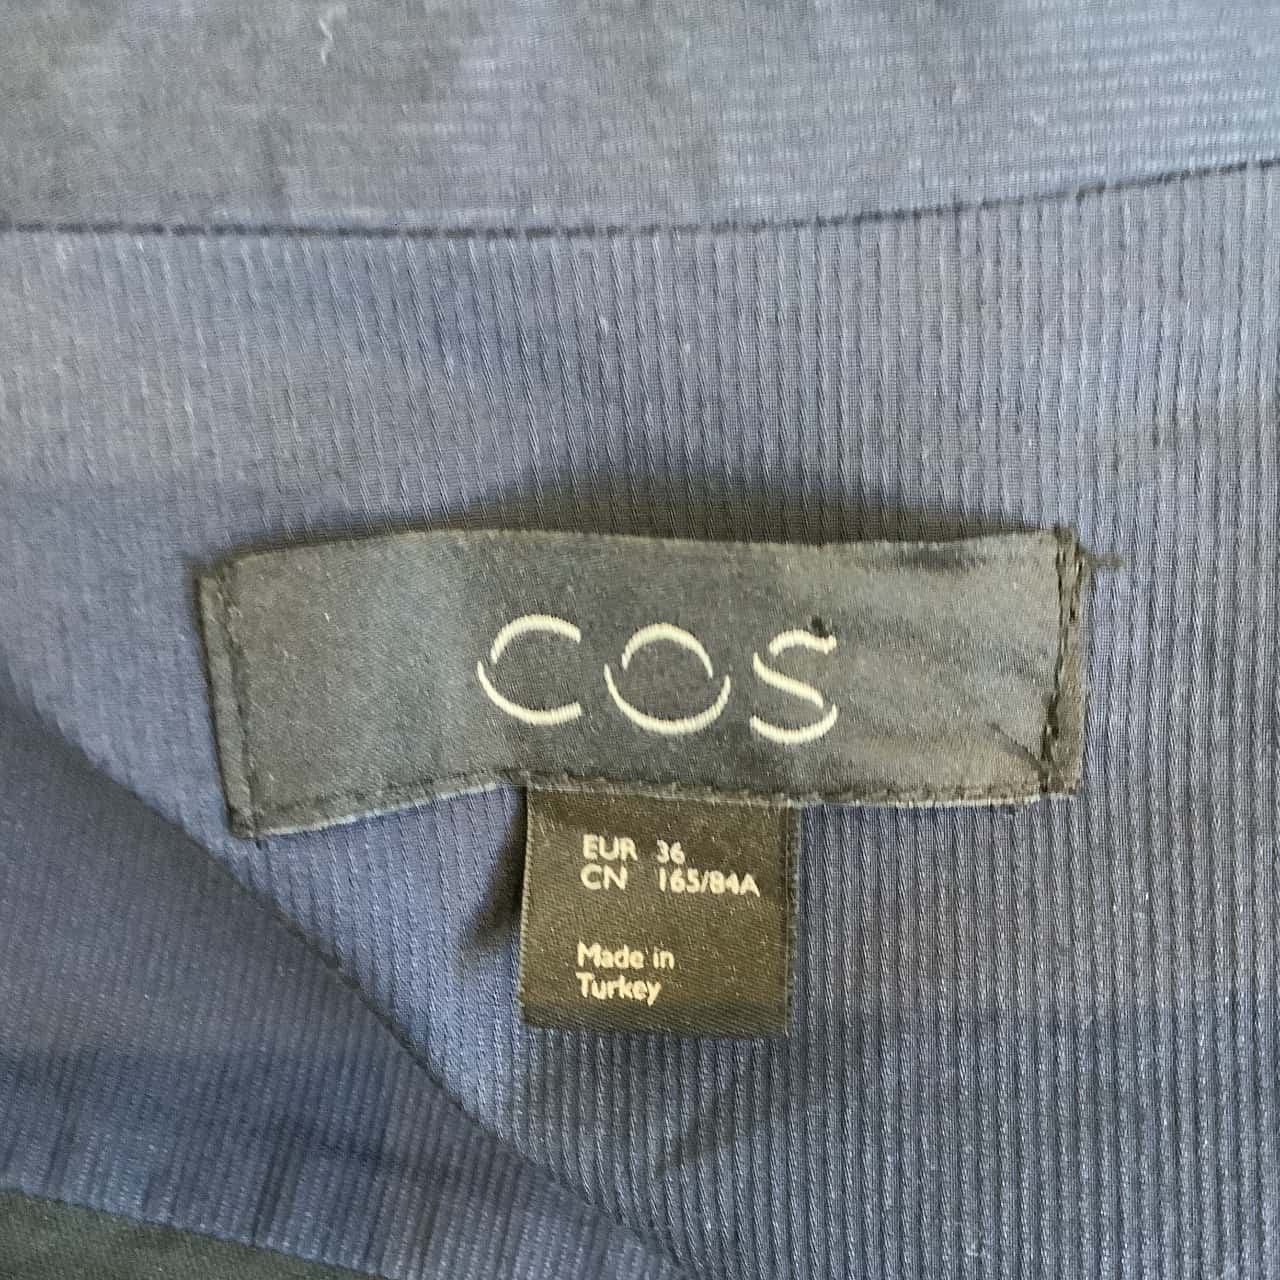 COS
EUR 36
CN 165/84A
Made in
Turkey